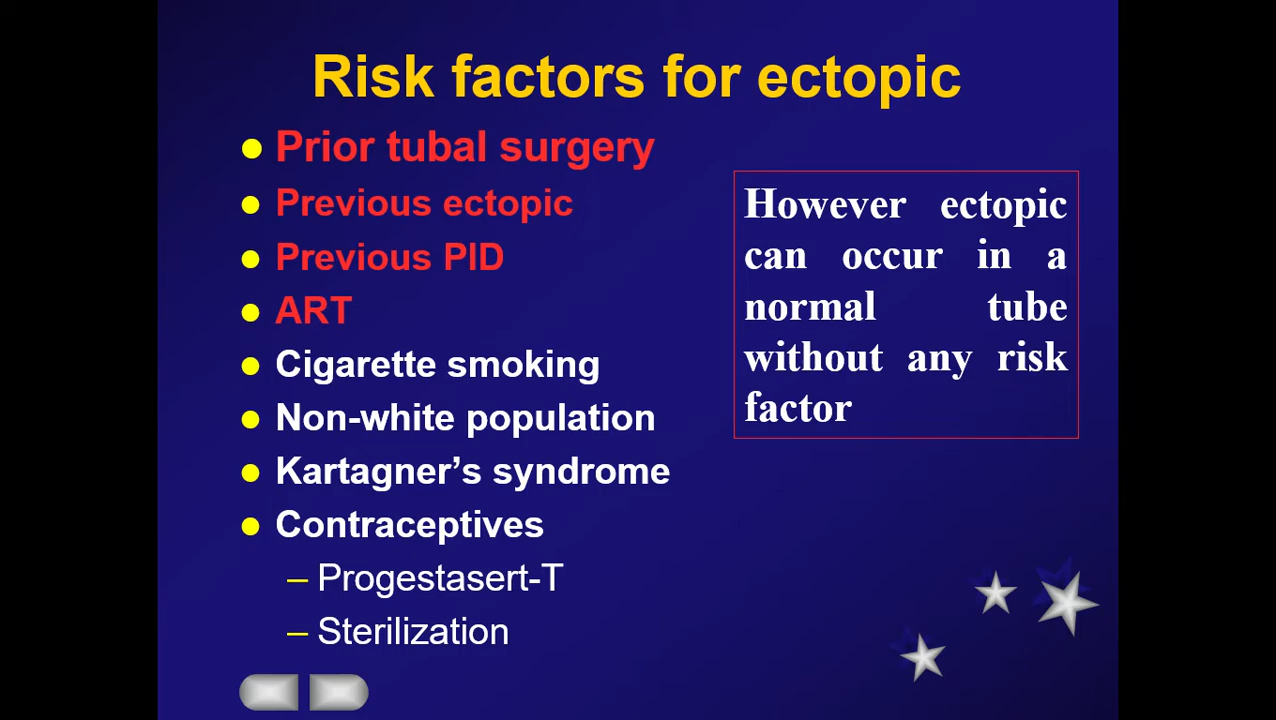 Risk factors for ectopic
Prior tubal surgery
Previous ectopic
Previous PID
ART
Cigarette smoking
Non-white population
Kartagner’s syndrome
Contraceptives
– Progestasert-T
– Sterilization
However ectopic
can occur in a
normal tube
without any risk
factor